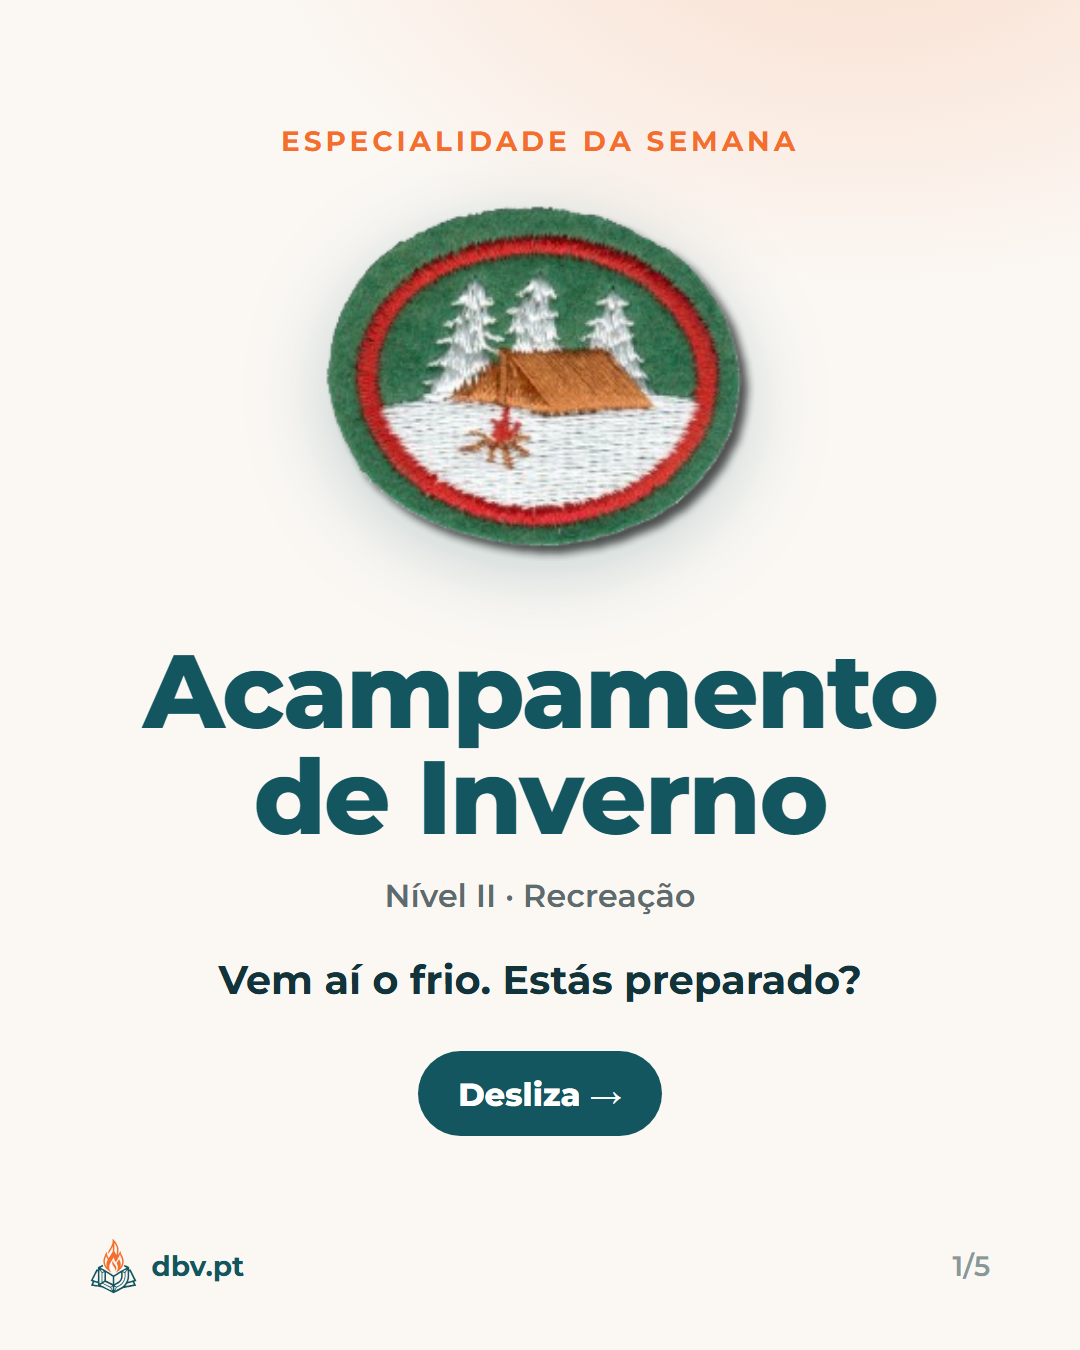 ESPECIALIDADE DA SEMANA
Acampamento
de Inverno
Nível II · Recreação
Vem aí o frio. Estás preparado?
Desliza →
dbv.pt
1/5